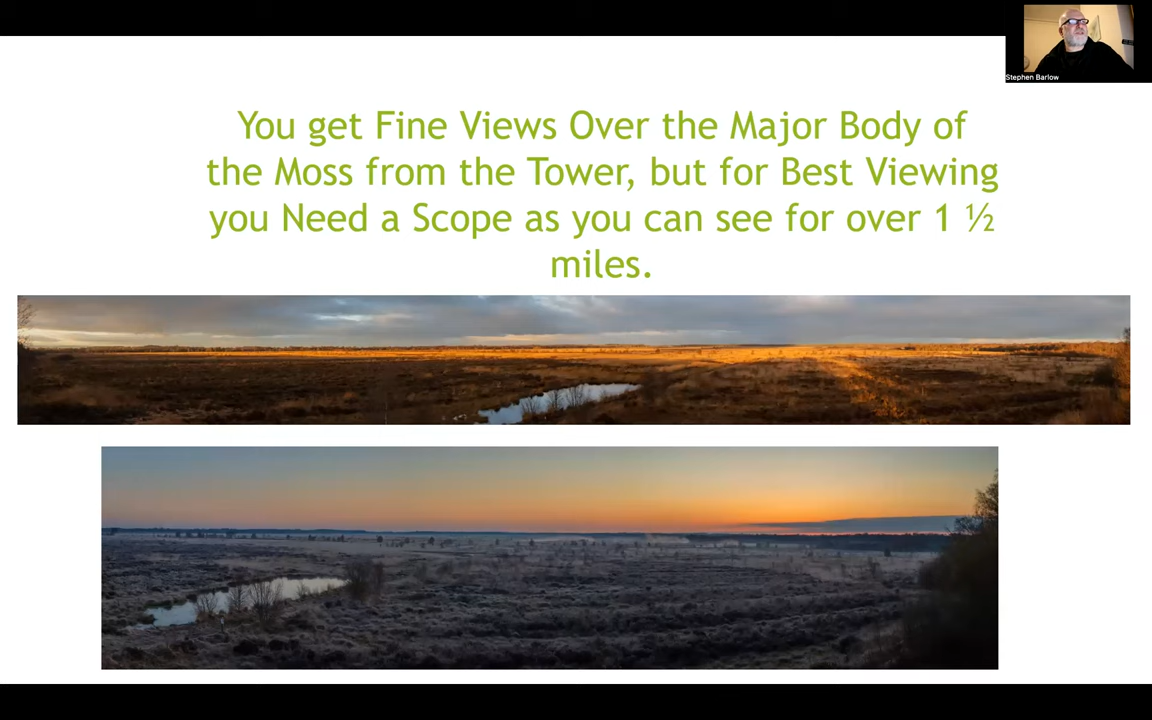 Stephen Barlow
You get Fine Views Over the Major Body of
the Moss from the Tower, but for Best Viewing
you Need a Scope as you can see for over 1 ½
miles.